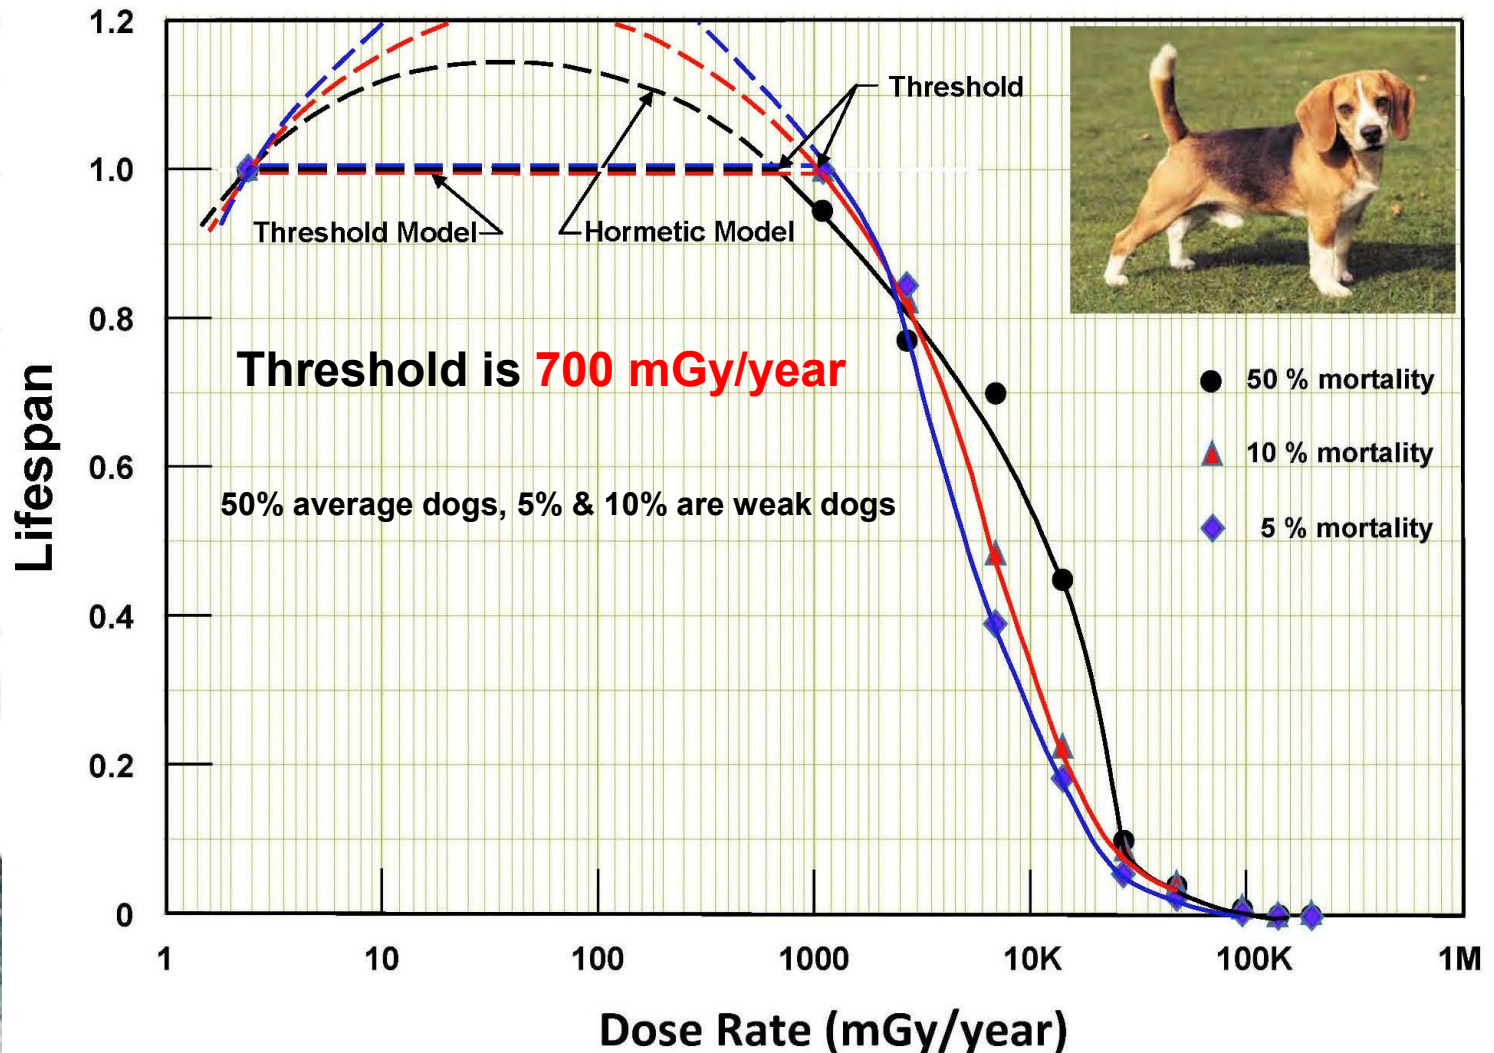 1.2
1.0
0.8
0.6
0.4
0.2
0
Lifespan
Threshold
Threshold Model
Hormetic Model
Threshold is 700 mGy/year
50% average dogs, 5% & 10% are weak dogs
50 % mortality
10 % mortality
5 % mortality
1 10 100 1000 10K 100K 1M
Dose Rate (mGy/year)